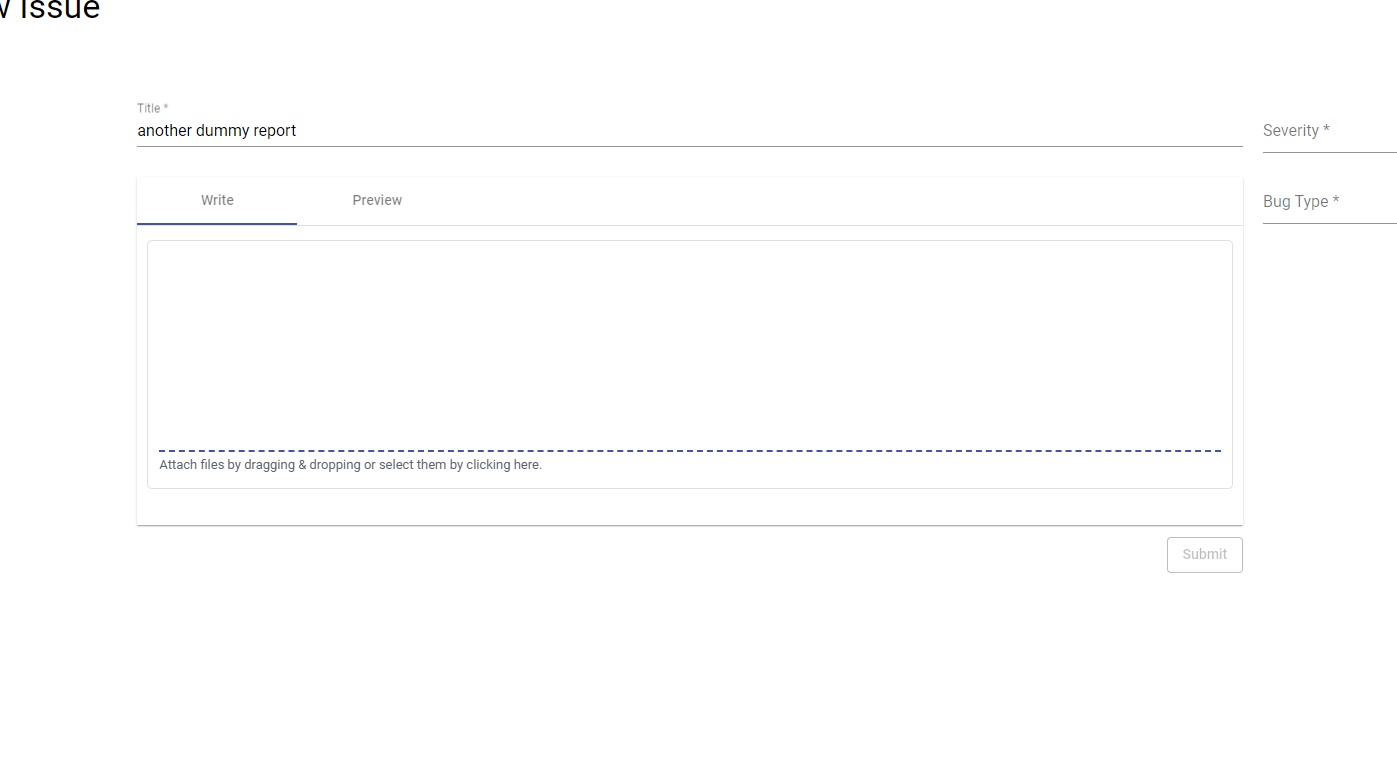 Issue
Title *
another dummy report
Severity *
Write Preview
Bug Type *
Attach files by dragging & dropping or select them by clicking here.
Submit